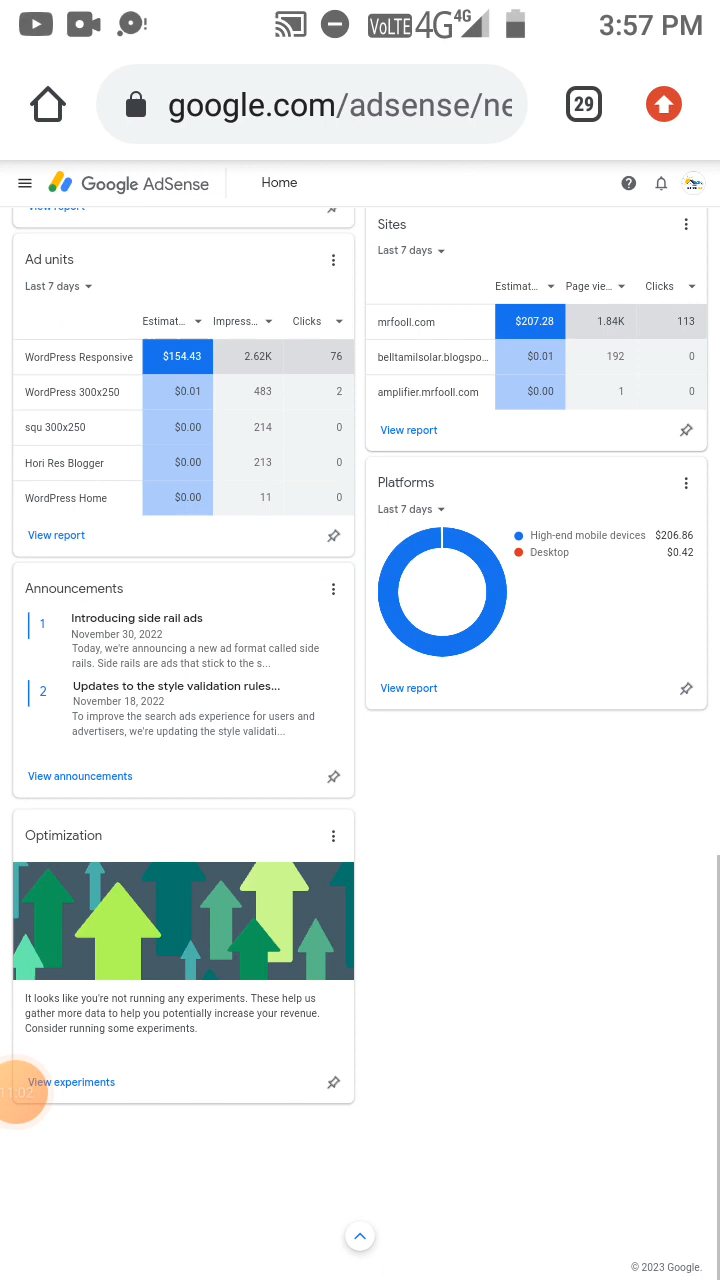 VoLTE 4G 4G 3:57 PM
google.com/adsense/ne
29
Google AdSense Home
View report
Ad units
Last 7 days
Estimat... Impress... Clicks
WordPress Responsive $154.43 2.62K 76
WordPress 300x250 $0.01 483 2
squ 300x250 $0.00 214 0
Hori Res Blogger $0.00 213 0
WordPress Home $0.00 11 0
View report
Announcements
1 Introducing side rail ads
November 30, 2022
Today, we're announcing a new ad format called side
rails. Side rails are ads that stick to the s...
2 Updates to the style validation rules...
November 18, 2022
To improve the search ads experience for users and
advertisers, we're updating the style validati...
View announcements
Optimization
It looks like you're not running any experiments. These help us
gather more data to help you potentially increase your revenue.
Consider running some experiments.
View experiments
11:02
Sites
Last 7 days
Estimat... Page vie... Clicks
mrfooll.com $207.28 1.84K 113
belltamilsolar.blogspo... $0.01 192 0
amplifier.mrfooll.com $0.00 1 0
View report
Platforms
Last 7 days
High-end mobile devices $206.86
Desktop $0.42
View report
© 2023 Google.